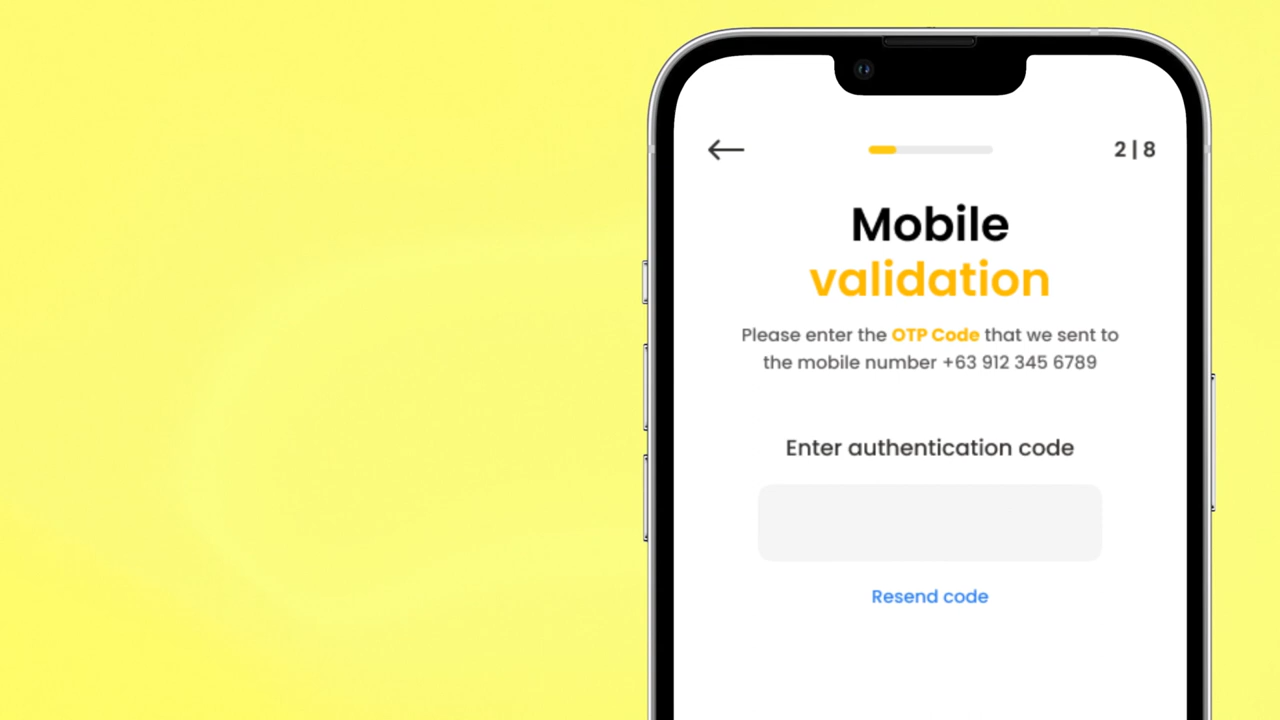 2 | 8
Mobile
validation
Please enter the OTP Code that we sent to
the mobile number +63 912 345 6789
Enter authentication code
Resend code